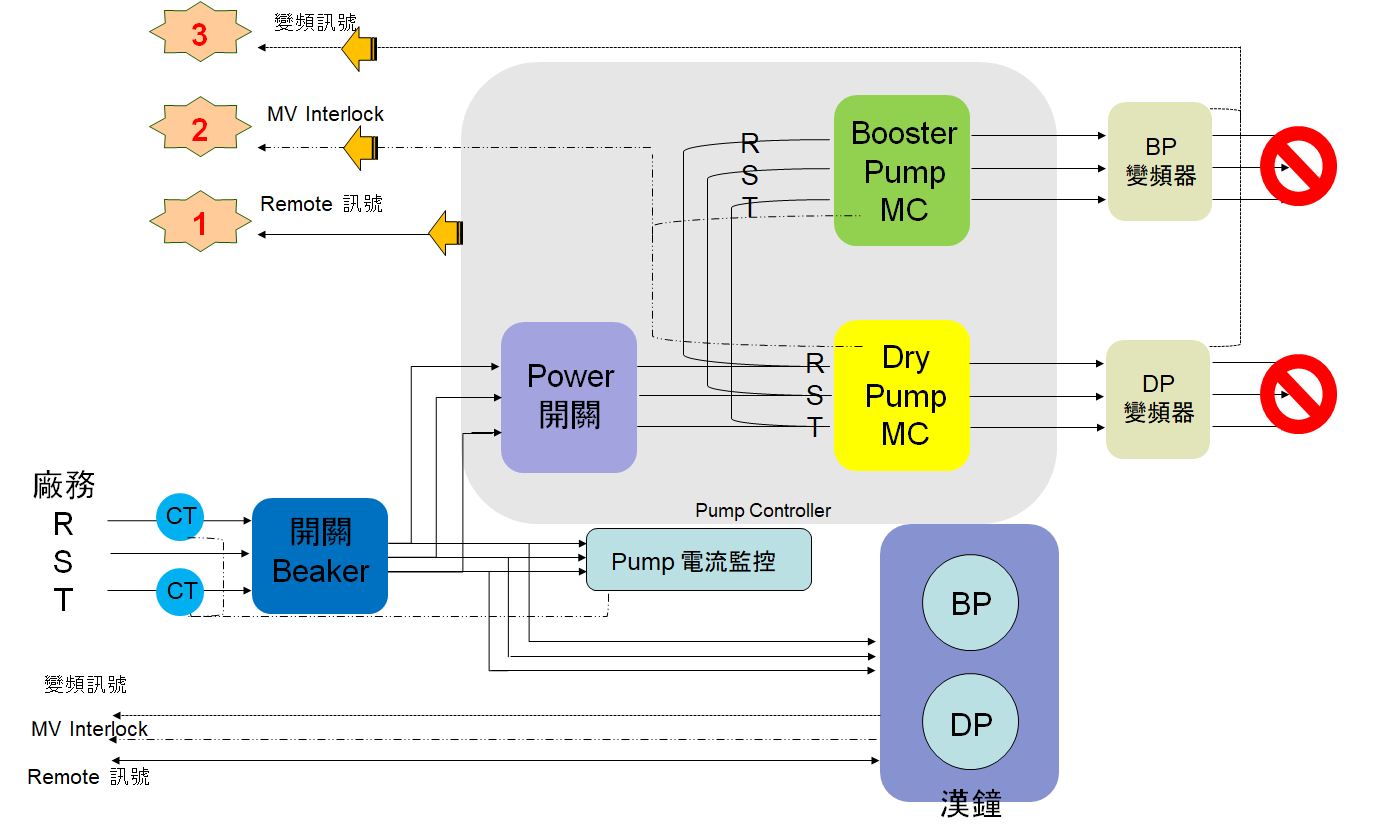 3
變頻訊號
2
MV Interlock
1
Remote 訊號
R
S
T
Booster
Pump
MC
BP
變頻器
Power
開關
R
S
T
Dry
Pump
MC
DP
變頻器
Pump Controller
廠務
R
S
T
CT
CT
開關
Beaker
Pump 電流監控
BP
DP
漢鐘
變頻訊號
MV Interlock
Remote 訊號